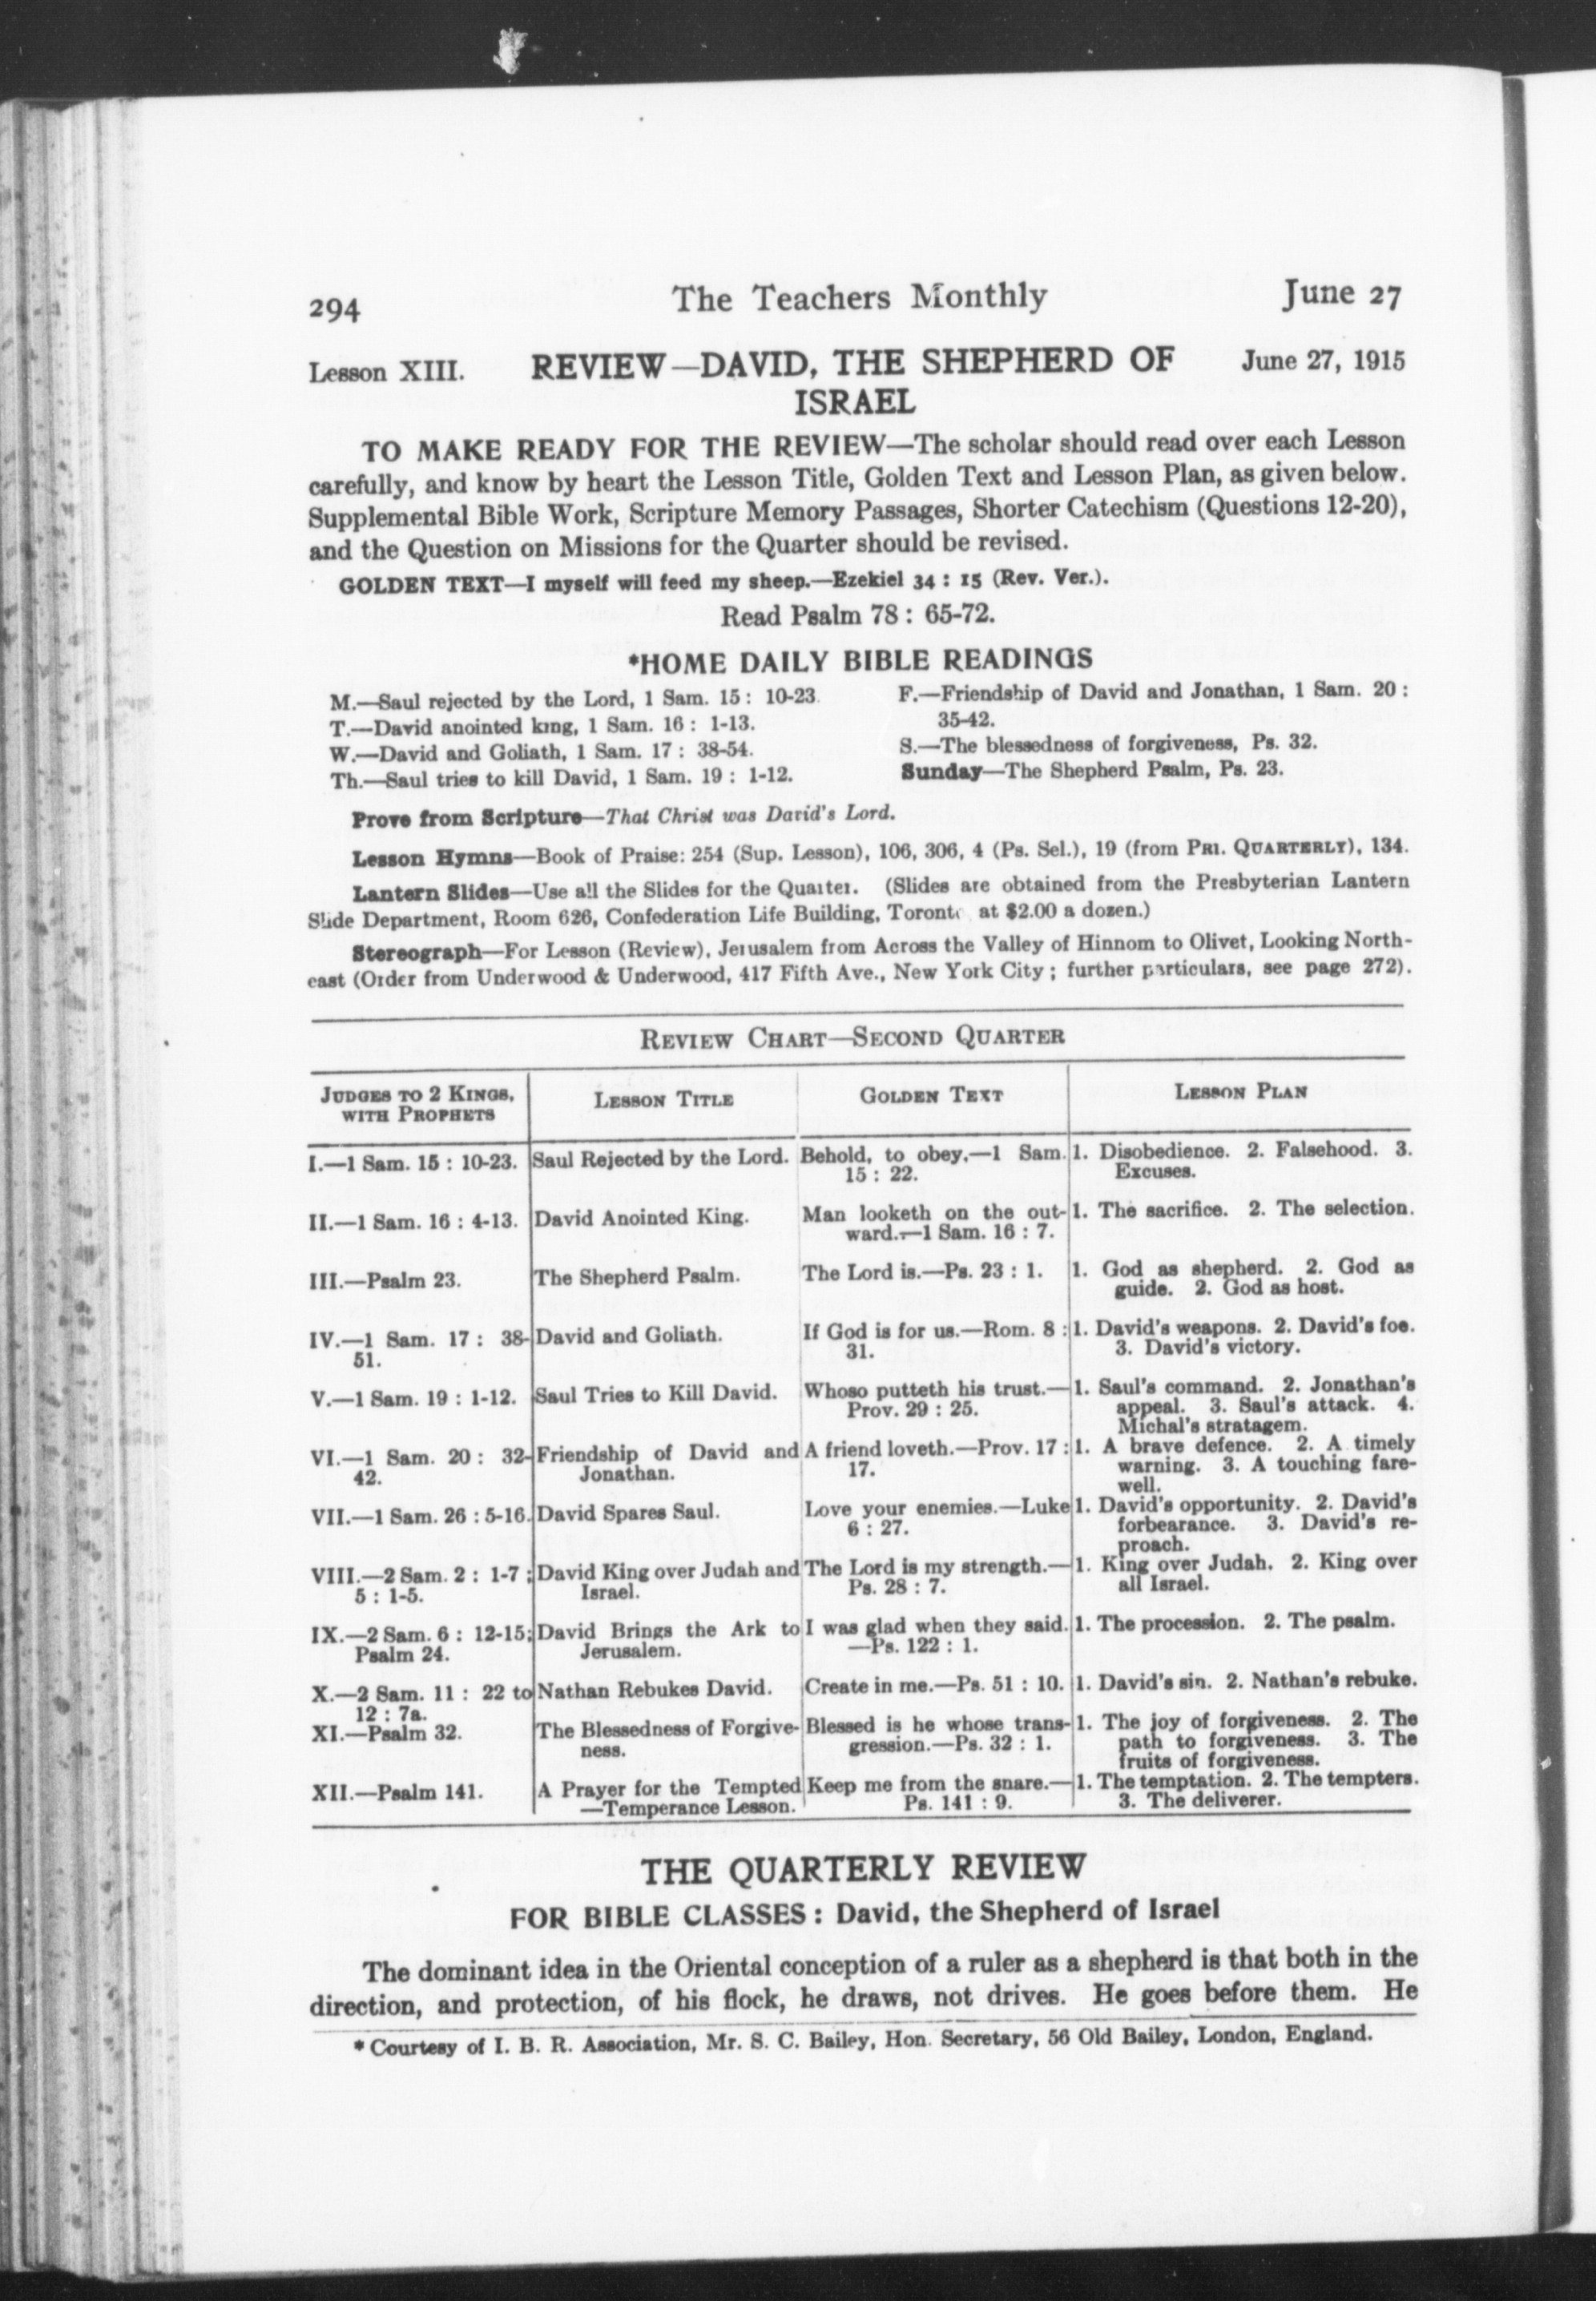 294 The Teachers Monthly June 27
Lesson XIII. REVIEW—DAVID, THE SHEPHERD OF June 27, 1915
ISRAEL
TO MAKE READY FOR THE REVIEW—The scholar should read over each Lesson
carefully, and know by heart the Lesson Title, Golden Text and Lesson Plan, as given below.
Supplemental Bible Work, Scripture Memory Passages, Shorter Catechism (Questions 12-20),
and the Question on Missions for the Quarter should be revised.
GOLDEN TEXT—I myself will feed my sheep.—Ezekiel 34 : 15 (Rev. Ver.).
Read Psalm 78 : 65-72.
*HOME DAILY BIBLE READINGS
M.—Saul rejected by the Lord, 1 Sam. 15 : 10-23.
T.—David anointed king, 1 Sam. 16 : 1-13.
W.—David and Goliath, 1 Sam. 17 : 38-54.
Th.—Saul tries to kill David, 1 Sam. 19 : 1-12.
F.—Friendship of David and Jonathan, 1 Sam. 20 :
35-42.
S.—The blessedness of forgiveness, Ps. 32.
Sunday—The Shepherd Psalm, Ps. 23.
Prove from Scripture—That Christ was David's Lord.
Lesson Hymns—Book of Praise: 254 (Sup. Lesson), 106, 306, 4 (Ps. Sel.), 19 (from PRI. QUARTERLY), 134.
Lantern Slides—Use all the Slides for the Quarter. (Slides are obtained from the Presbyterian Lantern
Slide Department, Room 626, Confederation Life Building, Toronto at $2.00 a dozen.)
Stereograph—For Lesson (Review), Jerusalem from Across the Valley of Hinnom to Olivet, Looking North-
east (Order from Underwood & Underwood, 417 Fifth Ave., New York City ; further particulars, see page 272).
REVIEW CHART—SECOND QUARTER
JUDGES TO 2 KINGS,
WITH PROPHETS
LESSON TITLE
GOLDEN TEXT
LESSON PLAN
I.—1 Sam. 15 : 10-23. Saul Rejected by the Lord. Behold, to obey.—1 Sam. 1. Disobedience. 2. Falsehood. 3.
15 : 22. Excuses.
II.—1 Sam. 16 : 4-13. David Anointed King. Man looketh on the out- 1. The sacrifice. 2. The selection.
ward.—1 Sam. 16 : 7.
III.—Psalm 23. The Shepherd Psalm. The Lord is.—Ps. 23 : 1. 1. God as shepherd. 2. God as
guide. 2. God as host.
IV.—1 Sam. 17 : 38- David and Goliath. If God is for us.—Rom. 8 : 1. David's weapons. 2. David's foe.
51. 31. 3. David's victory.
V.—1 Sam. 19 : 1-12. Saul Tries to Kill David. Whoso putteth his trust.— 1. Saul's command. 2. Jonathan's
Prov. 29 : 25. appeal. 3. Saul's attack. 4.
Michal's stratagem.
VI.—1 Sam. 20 : 32- Friendship of David and A friend loveth.—Prov. 17 : 1. A brave defence. 2. A timely
42. Jonathan. 17. warning. 3. A touching fare-
well.
VII.—1 Sam. 26 : 5-16. David Spares Saul. Love your enemies.—Luke 1. David's opportunity. 2. David's
6 : 27. forbearance. 3. David's re-
proach.
VIII.—2 Sam. 2 : 1-7 ; David King over Judah and The Lord is my strength.— 1. King over Judah. 2. King over
5 : 1-5. Israel. Ps. 28 : 7. all Israel.
IX.—2 Sam. 6 : 12-15; David Brings the Ark to I was glad when they said. 1. The procession. 2. The psalm.
Psalm 24. Jerusalem. —Ps. 122 : 1.
X.—2 Sam. 11 : 22 to Nathan Rebukes David. Create in me.—Ps. 51 : 10. 1. David's sin. 2. Nathan's rebuke.
12 : 7a.
XI.—Psalm 32. The Blessedness of Forgive- Blessed is he whose trans- 1. The joy of forgiveness. 2. The
ness. gression.—Ps. 32 : 1. path to forgiveness. 3. The
fruits of forgiveness.
XII.—Psalm 141. A Prayer for the Tempted Keep me from the snare.— 1. The temptation. 2. The tempters.
—Temperance Lesson. Ps. 141 : 9. 3. The deliverer.
THE QUARTERLY REVIEW
FOR BIBLE CLASSES : David, the Shepherd of Israel
The dominant idea in the Oriental conception of a ruler as a shepherd is that both in the
direction, and protection, of his flock, he draws, not drives. He goes before them. He
* Courtesy of I. B. R. Association, Mr. S. C. Bailey, Hon. Secretary, 56 Old Bailey, London, England.